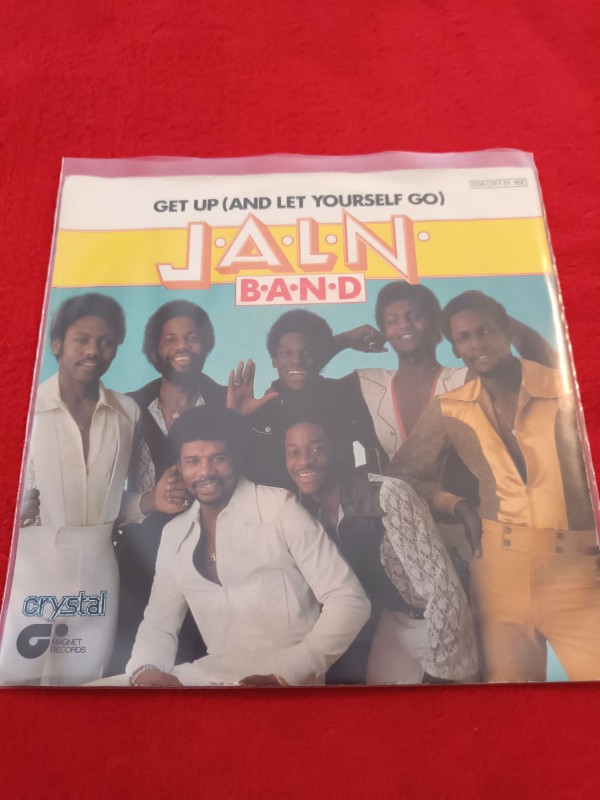 GET UP (AND LET YOURSELF GO)
J·A·L·N·
B·A·N·D
crystal
MAGNET
RECORDS